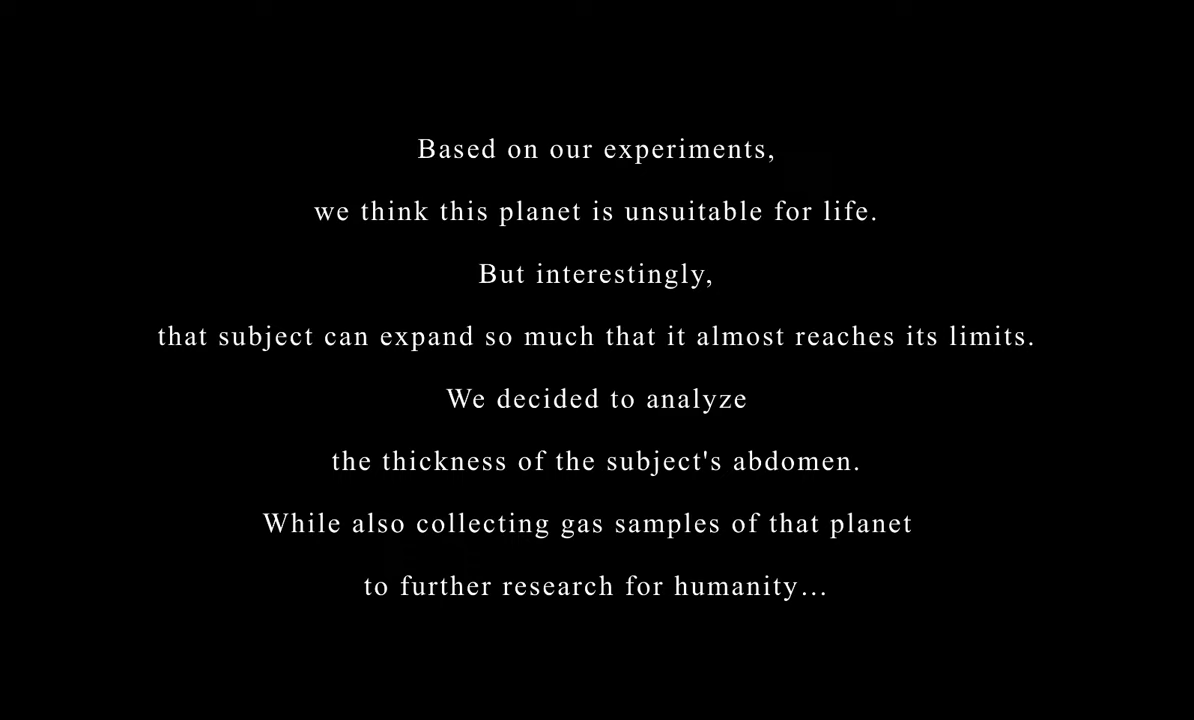 Based on our experiments,
we think this planet is unsuitable for life.
But interestingly,
that subject can expand so much that it almost reaches its limits.
We decided to analyze
the thickness of the subject's abdomen.
While also collecting gas samples of that planet
to further research for humanity...